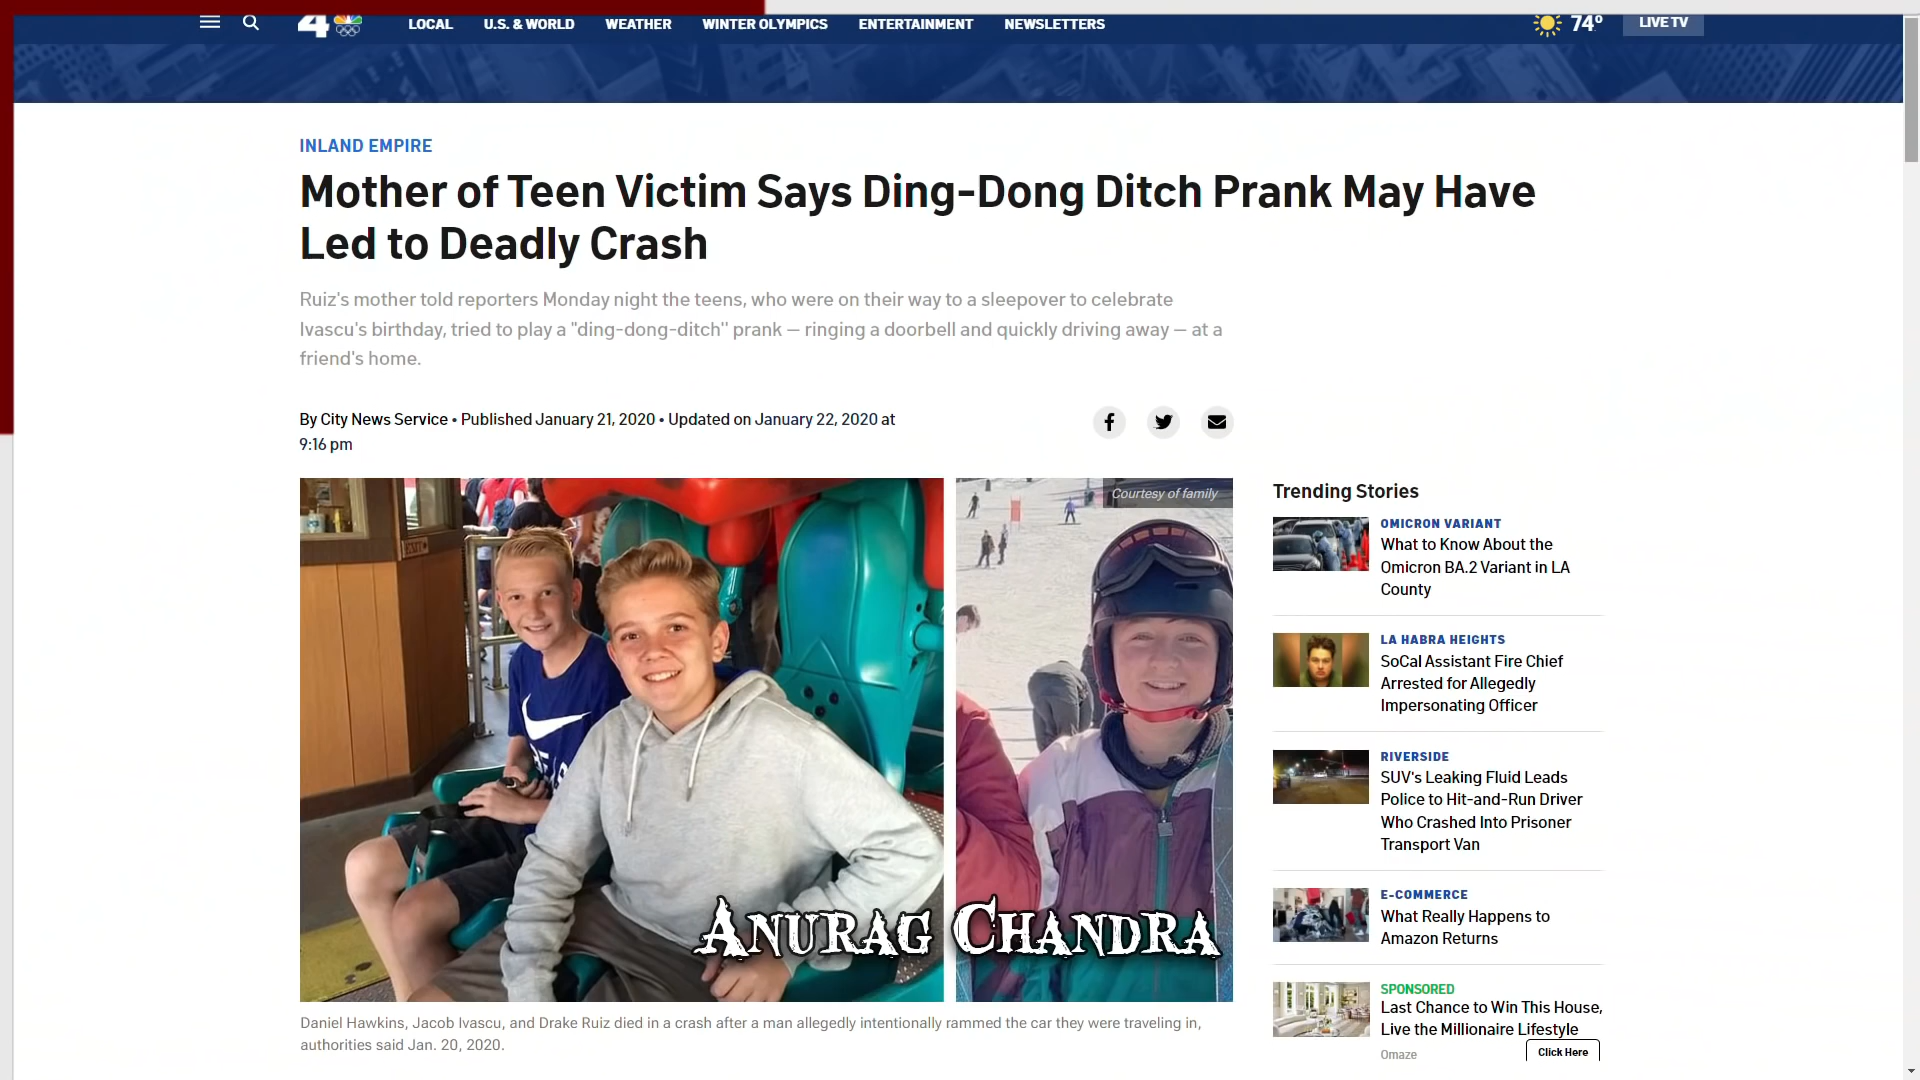 4
LOCAL
U.S. & WORLD
WEATHER
WINTER OLYMPICS
ENTERTAINMENT
NEWSLETTERS
74°
LIVE TV
INLAND EMPIRE
Mother of Teen Victim Says Ding-Dong Ditch Prank May Have
Led to Deadly Crash
Ruiz's mother told reporters Monday night the teens, who were on their way to a sleepover to celebrate
Ivascu's birthday, tried to play a "ding-dong-ditch" prank — ringing a doorbell and quickly driving away — at a
friend's home.
By City News Service • Published January 21, 2020 • Updated on January 22, 2020 at
9:16 pm
Courtesy of family
ANURAG CHANDRA
Daniel Hawkins, Jacob Ivascu, and Drake Ruiz died in a crash after a man allegedly intentionally rammed the car they were traveling in,
authorities said Jan. 20, 2020.
Trending Stories
OMICRON VARIANT
What to Know About the
Omicron BA.2 Variant in LA
County
LA HABRA HEIGHTS
SoCal Assistant Fire Chief
Arrested for Allegedly
Impersonating Officer
RIVERSIDE
SUV's Leaking Fluid Leads
Police to Hit-and-Run Driver
Who Crashed Into Prisoner
Transport Van
E-COMMERCE
What Really Happens to
Amazon Returns
SPONSORED
Last Chance to Win This House,
Live the Millionaire Lifestyle
Omaze
Click Here